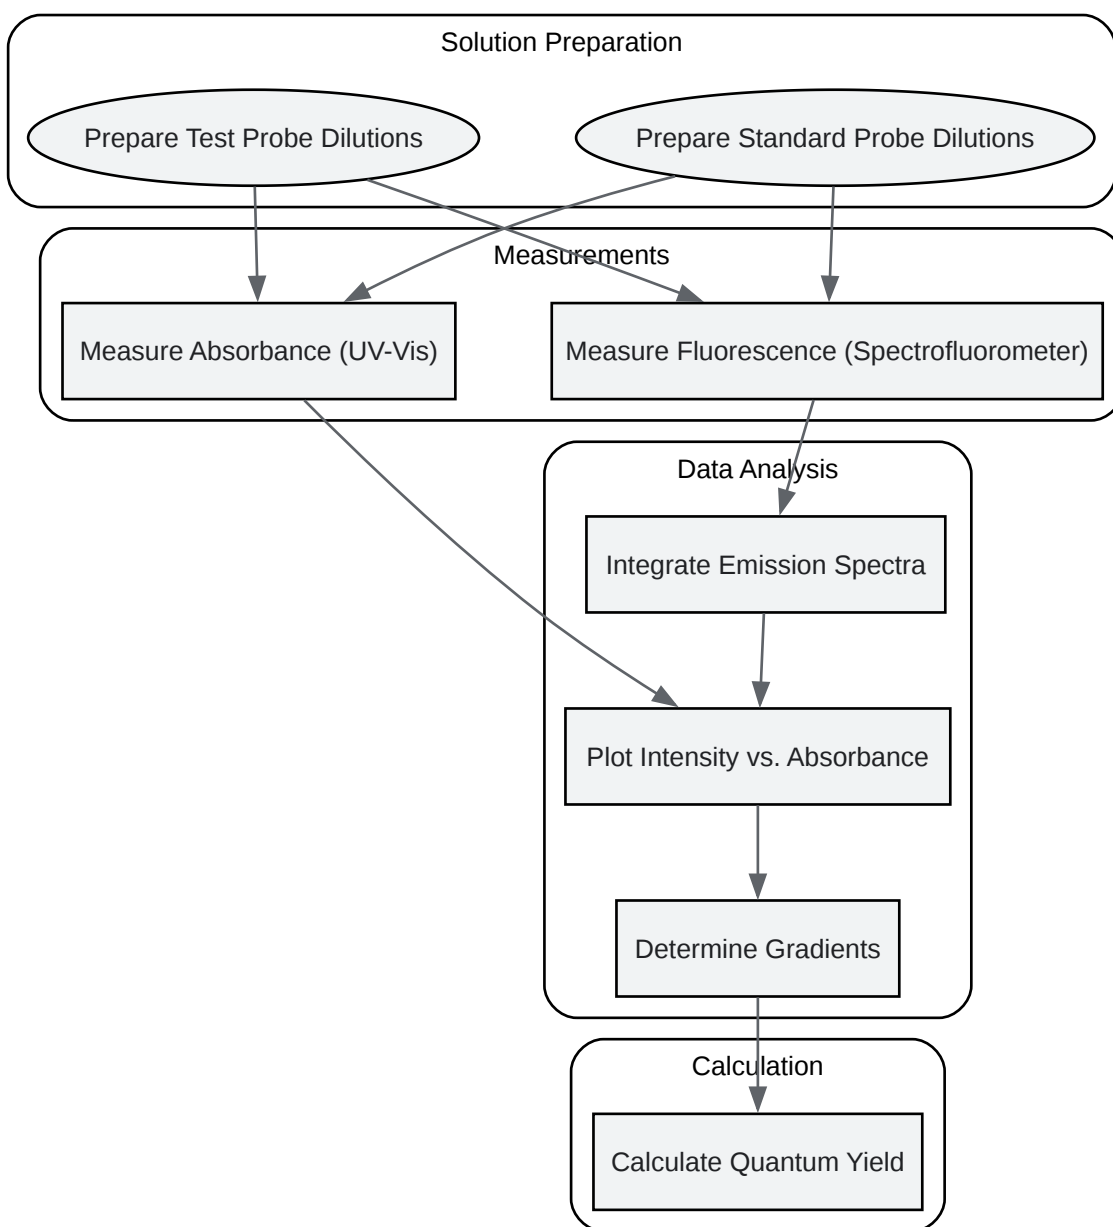 Solution Preparation
Prepare Test Probe Dilutions
Prepare Standard Probe Dilutions
Measurements
Measure Absorbance (UV-Vis)
Measure Fluorescence (Spectrofluorometer)
Data Analysis
Integrate Emission Spectra
Plot Intensity vs. Absorbance
Determine Gradients
Calculation
Calculate Quantum Yield